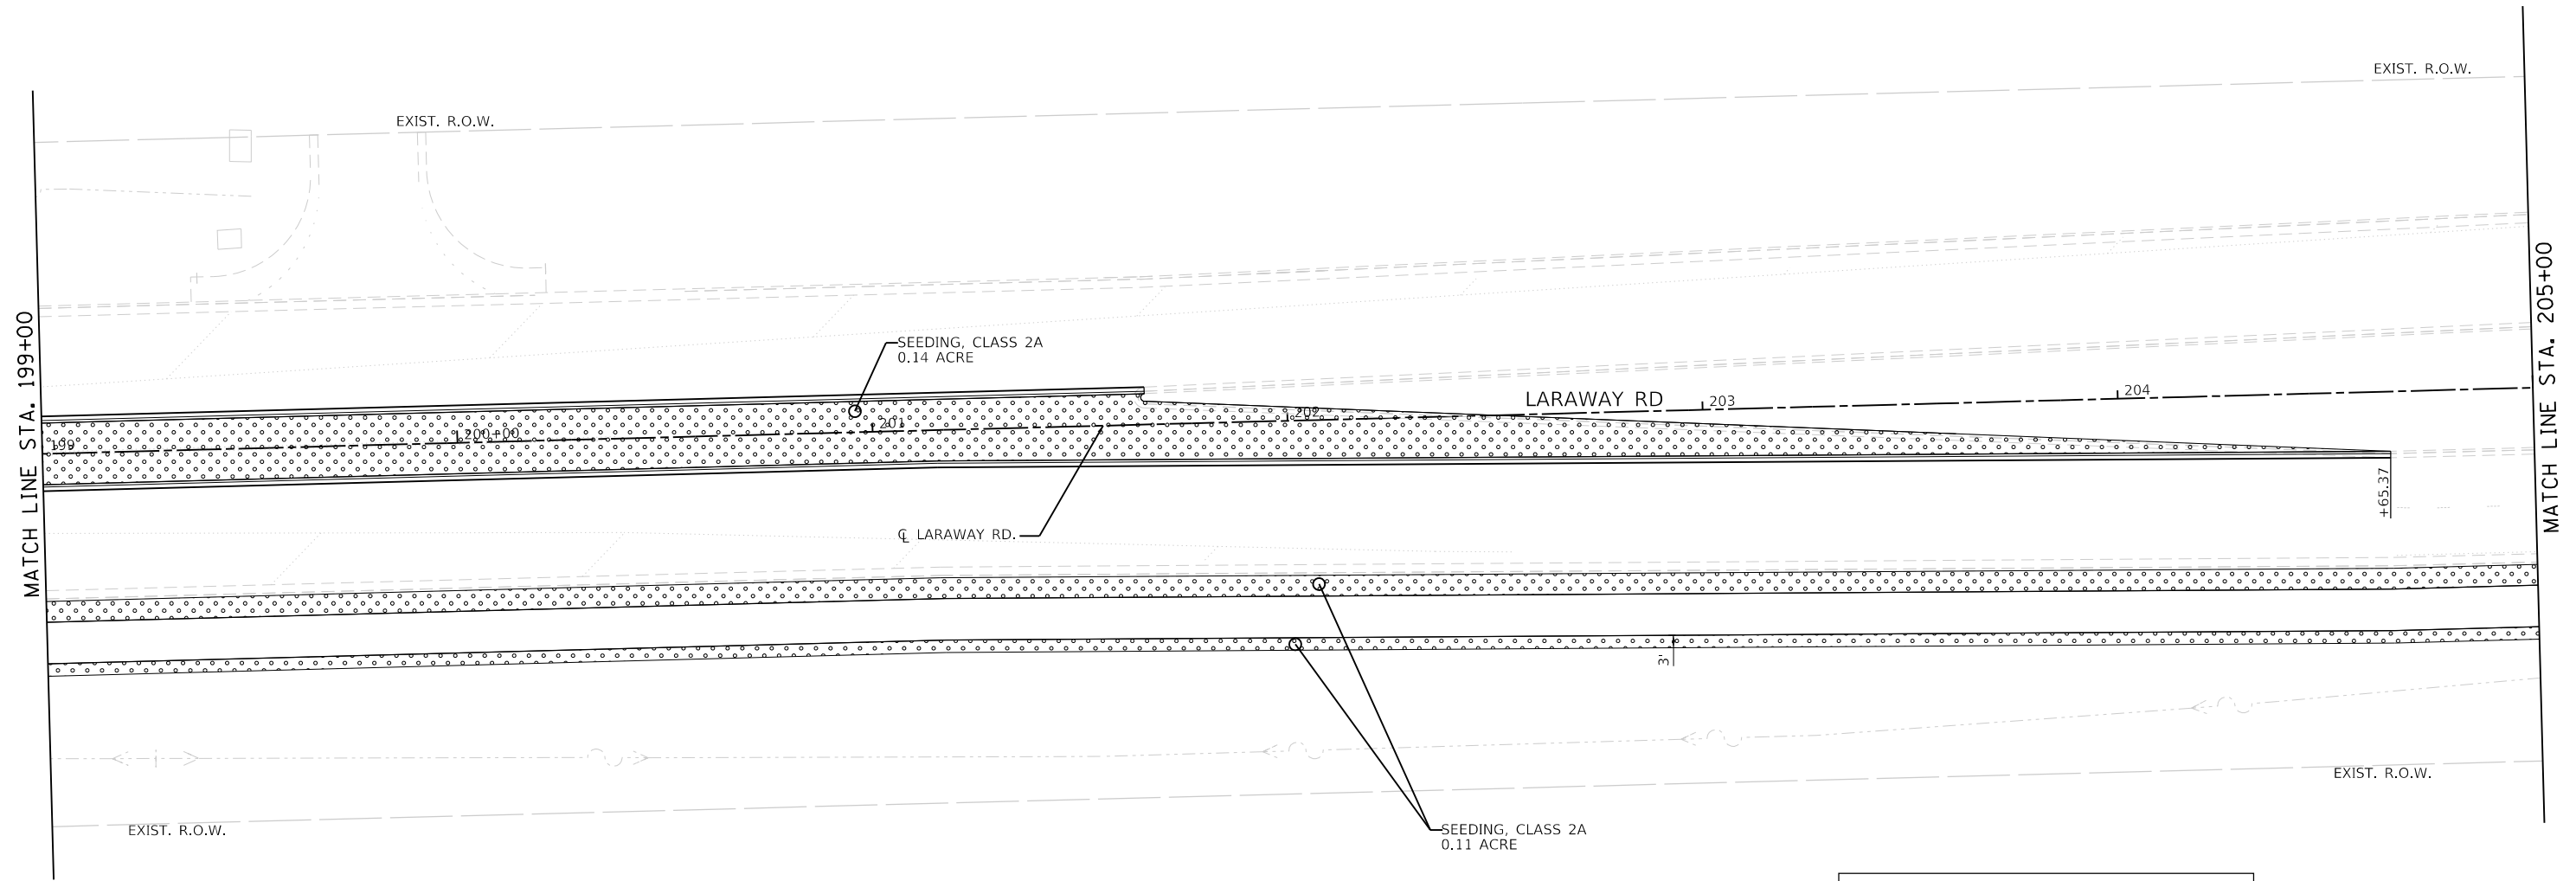 EXIST. R.O.W.
EXIST. R.O.W.
MATCH LINE STA. 199+00
MATCH LINE STA. 205+00
SEEDING, CLASS 2A
0.14 ACRE
LARAWAY RD
199
200+00
201
202
203
204
+65.37
℄ LARAWAY RD.
3'
EXIST. R.O.W.
EXIST. R.O.W.
SEEDING, CLASS 2A
0.11 ACRE